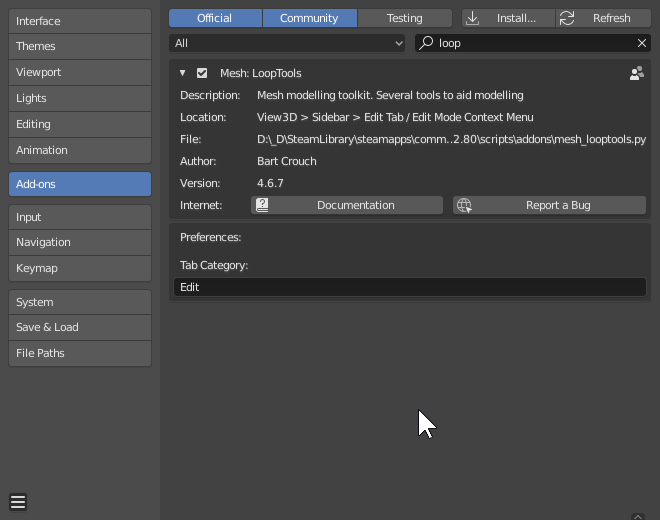 Interface
Themes
Viewport
Lights
Editing
Animation
Add-ons
Input
Navigation
Keymap
System
Save & Load
File Paths
Official Community Testing Install... Refresh
All loop
Mesh: LoopTools
Description: Mesh modelling toolkit. Several tools to aid modelling
Location: View3D > Sidebar > Edit Tab / Edit Mode Context Menu
File: D:\_D\SteamLibrary\steamapps\comm..2.80\scripts\addons\mesh_looptools.py
Author: Bart Crouch
Version: 4.6.7
Internet: Documentation Report a Bug
Preferences:
Tab Category:
Edit